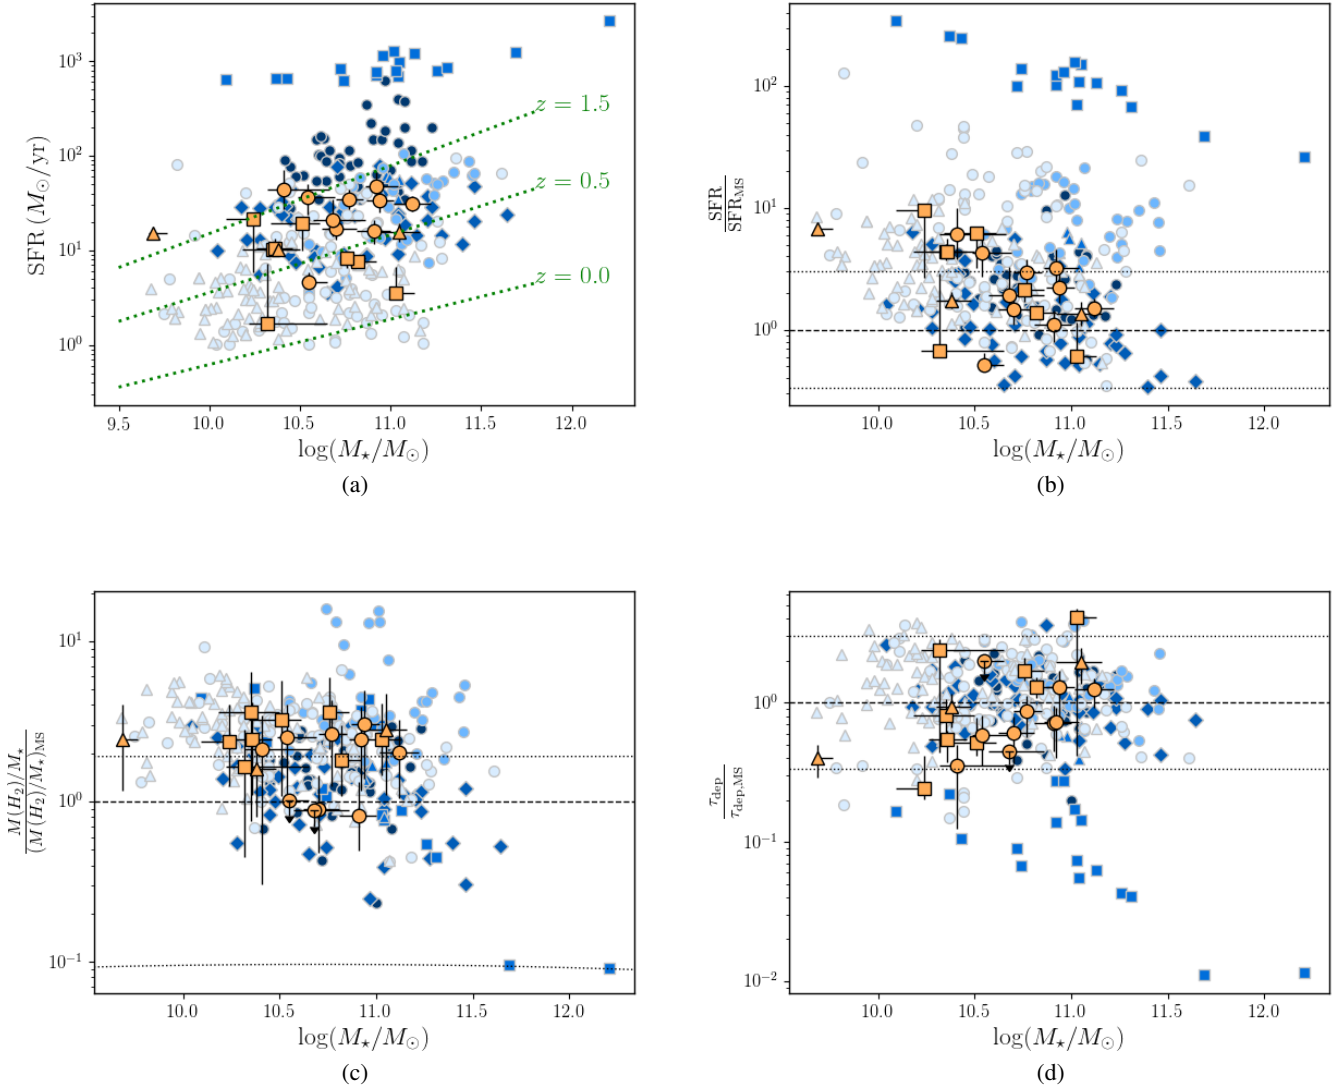 10³
10²
10¹
10⁰
SFR (M⊙/yr)
z = 1.5
z = 0.5
z = 0.0
9.5 10.0 10.5 11.0 11.5 12.0
log(M⋆/M⊙)
(a)
10²
10¹
10⁰
SFR
SFR_MS
10.0 10.5 11.0 11.5 12.0
log(M⋆/M⊙)
(b)
10¹
10⁰
10⁻¹
M(H₂)/M⋆
(M(H₂)/M⋆)_MS
10.0 10.5 11.0 11.5 12.0
log(M⋆/M⊙)
(c)
10⁰
10⁻¹
10⁻²
τ_dep
τ_dep,MS
10.0 10.5 11.0 11.5 12.0
log(M⋆/M⊙)
(d)